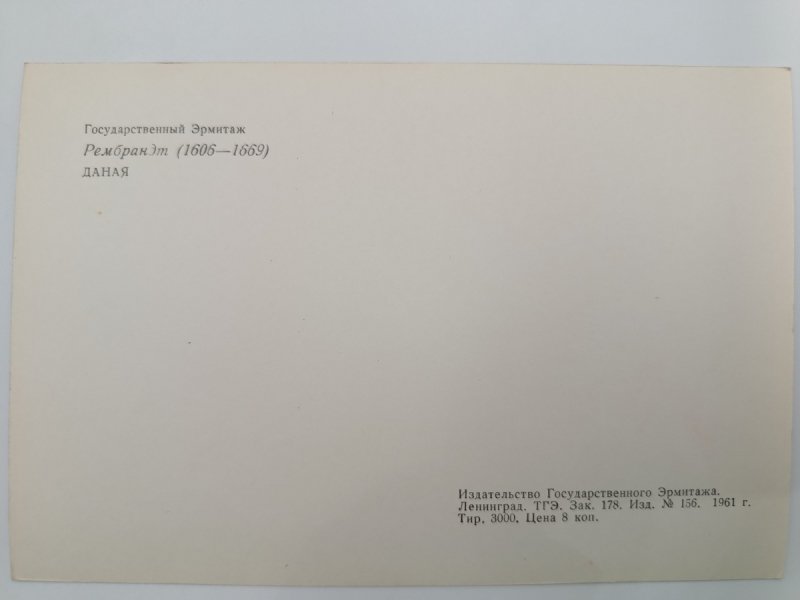 Государственный Эрмитаж
Рембрандт (1606—1669)
ДАНАЯ
Издательство Государственного Эрмитажа.
Ленинград. ТГЭ. Зак. 178. Изд. № 156. 1961 г.
Тир. 3000. Цена 8 коп.